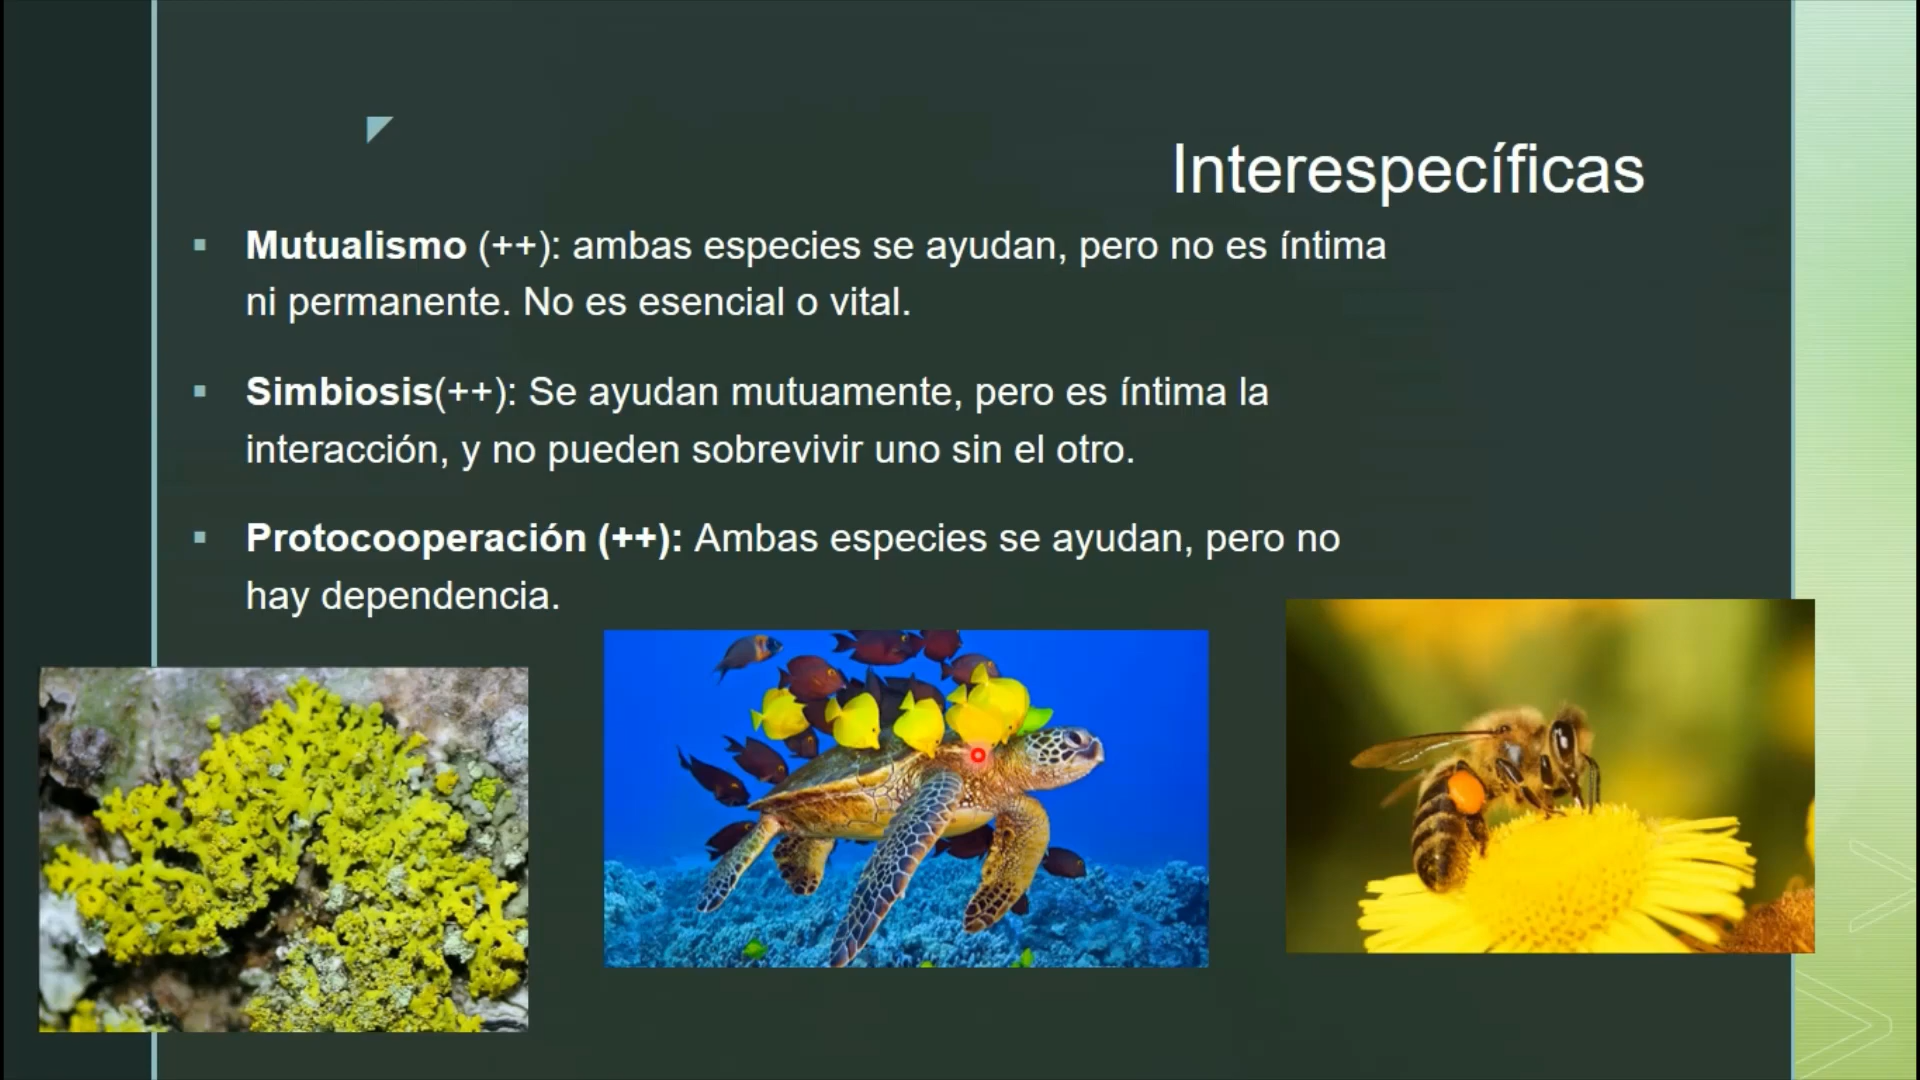 Interespecíficas
▪ Mutualismo (++): ambas especies se ayudan, pero no es íntima
ni permanente. No es esencial o vital.
▪ Simbiosis(++): Se ayudan mutuamente, pero es íntima la
interacción, y no pueden sobrevivir uno sin el otro.
▪ Protocooperación (++): Ambas especies se ayudan, pero no
hay dependencia.